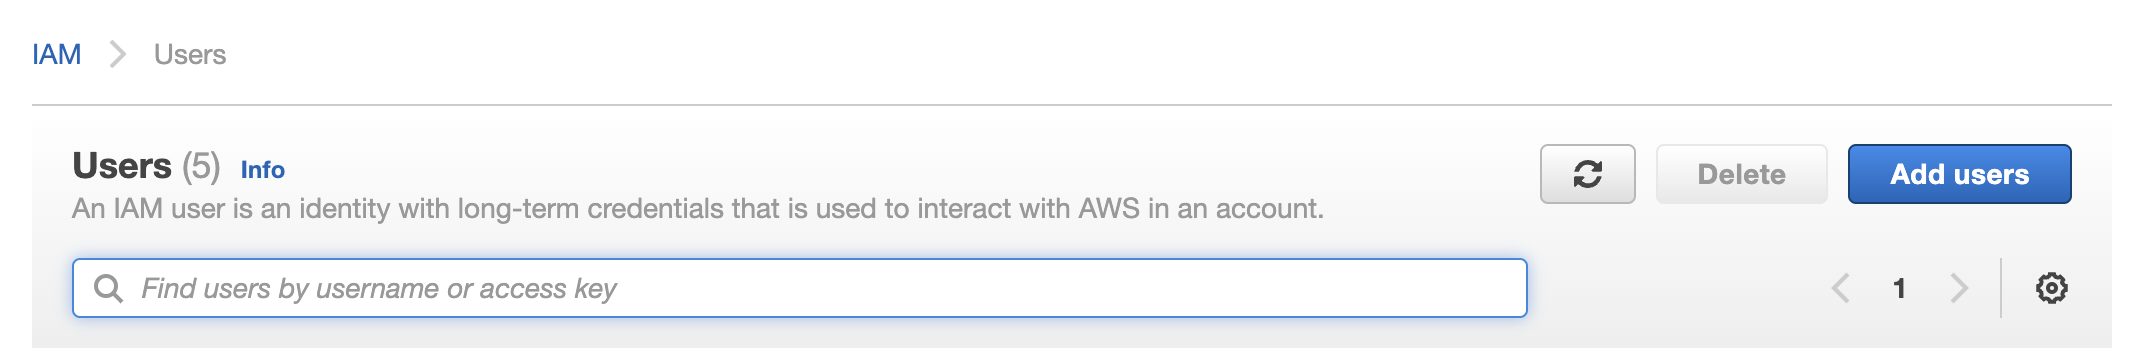 IAM > Users
Users (5) Info
Delete
Add users
An IAM user is an identity with long-term credentials that is used to interact with AWS in an account.
Find users by username or access key
1